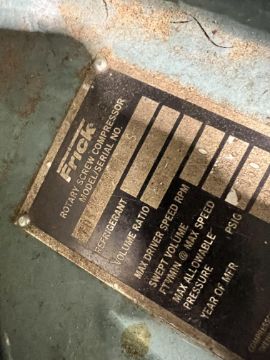 Frick
ROTARY SCREW COMPRESSOR
MODEL/SERIAL NO.
REFRIGERANT
VOLUME RATIO
MAX DRIVER SPEED RPM
SWEPT VOLUME
FT³/MIN @ MAX SPEED
MAX ALLOWABLE
PRESSURE PSIG
YEAR OF MFR